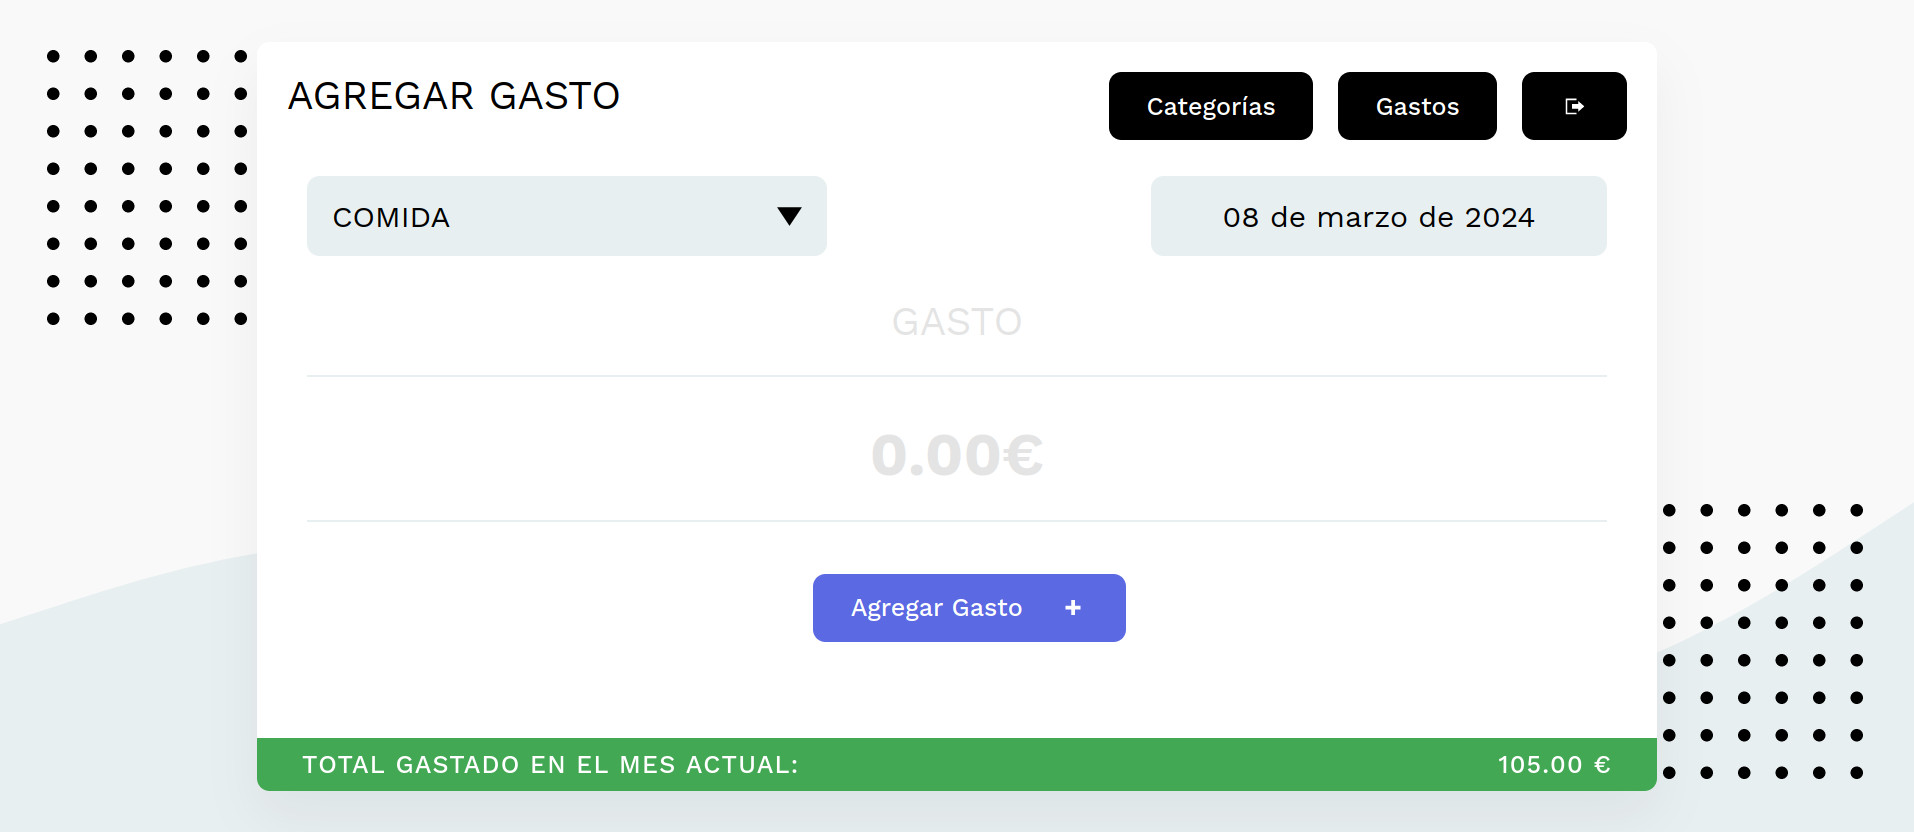 AGREGAR GASTO
Categorías
Gastos
COMIDA
08 de marzo de 2024
GASTO
0.00€
Agregar Gasto +
TOTAL GASTADO EN EL MES ACTUAL:
105.00 €